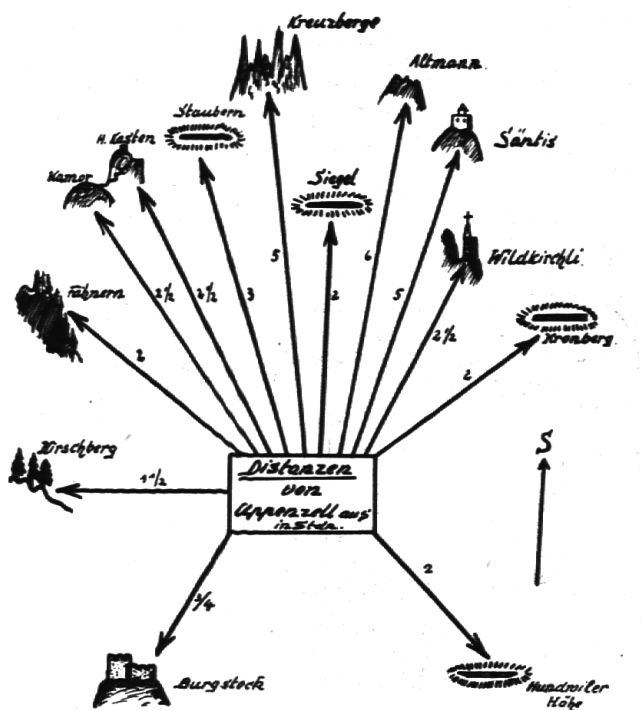 Kreuzberge
Altmann
Staubern
Säntis
H. Kasten
Kamor
Siegel
Wildkirchli
5
6
5
2½
2½
3
2
2½
Fähnern
Kronberg
2
2
Hirschberg
1½
Distanzen
von
Appenzell aus
in Stdn.
S
¾
2
Burgstock
Hundwiler
Höhe